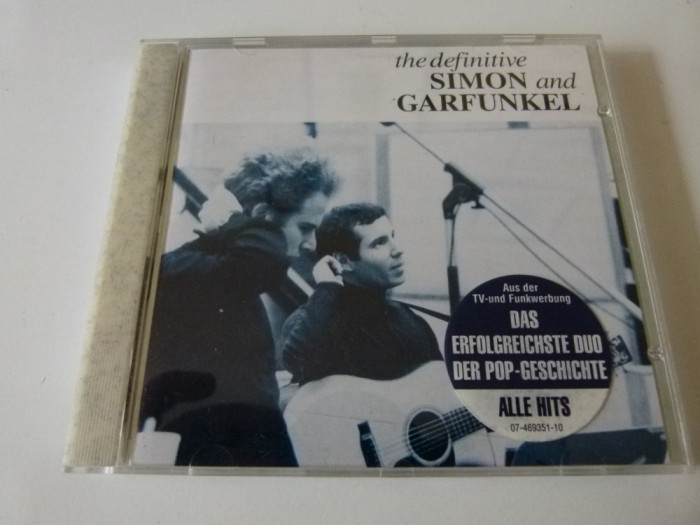 the definitive
SIMON and
GARFUNKEL
Aus der
TV-und Funkwerbung
DAS
ERFOLGREICHSTE DUO
DER POP-GESCHICHTE
ALLE HITS
07-469351-10